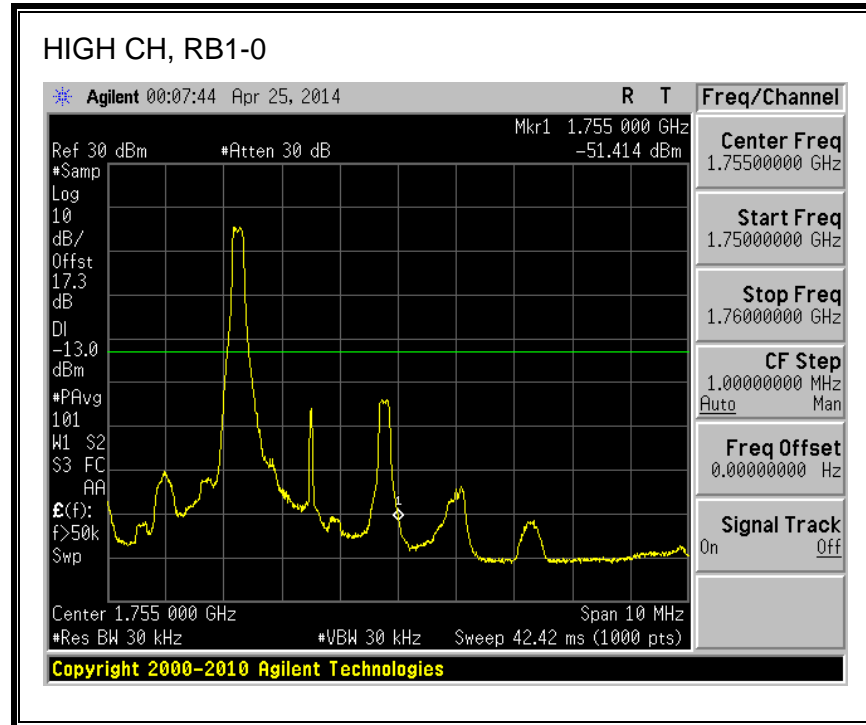 HIGH CH, RB1-0
Agilent 00:07:44 Apr 25, 2014 R T
Mkr1 1.755 000 GHz
Ref 30 dBm #Atten 30 dB -51.414 dBm
#Samp
Log
10
dB/
Offst
17.3
dB
DI
-13.0
dBm
#PAvg
101
W1 S2
S3 FC
AA
£(f):
f>50k
Swp
1
Center 1.755 000 GHz Span 10 MHz
#Res BW 30 kHz #VBW 30 kHz Sweep 42.42 ms (1000 pts)
Freq/Channel
Center Freq
1.75500000 GHz
Start Freq
1.75000000 GHz
Stop Freq
1.76000000 GHz
CF Step
1.00000000 MHz
Auto Man
Freq Offset
0.00000000 Hz
Signal Track
On Off
Copyright 2000-2010 Agilent Technologies